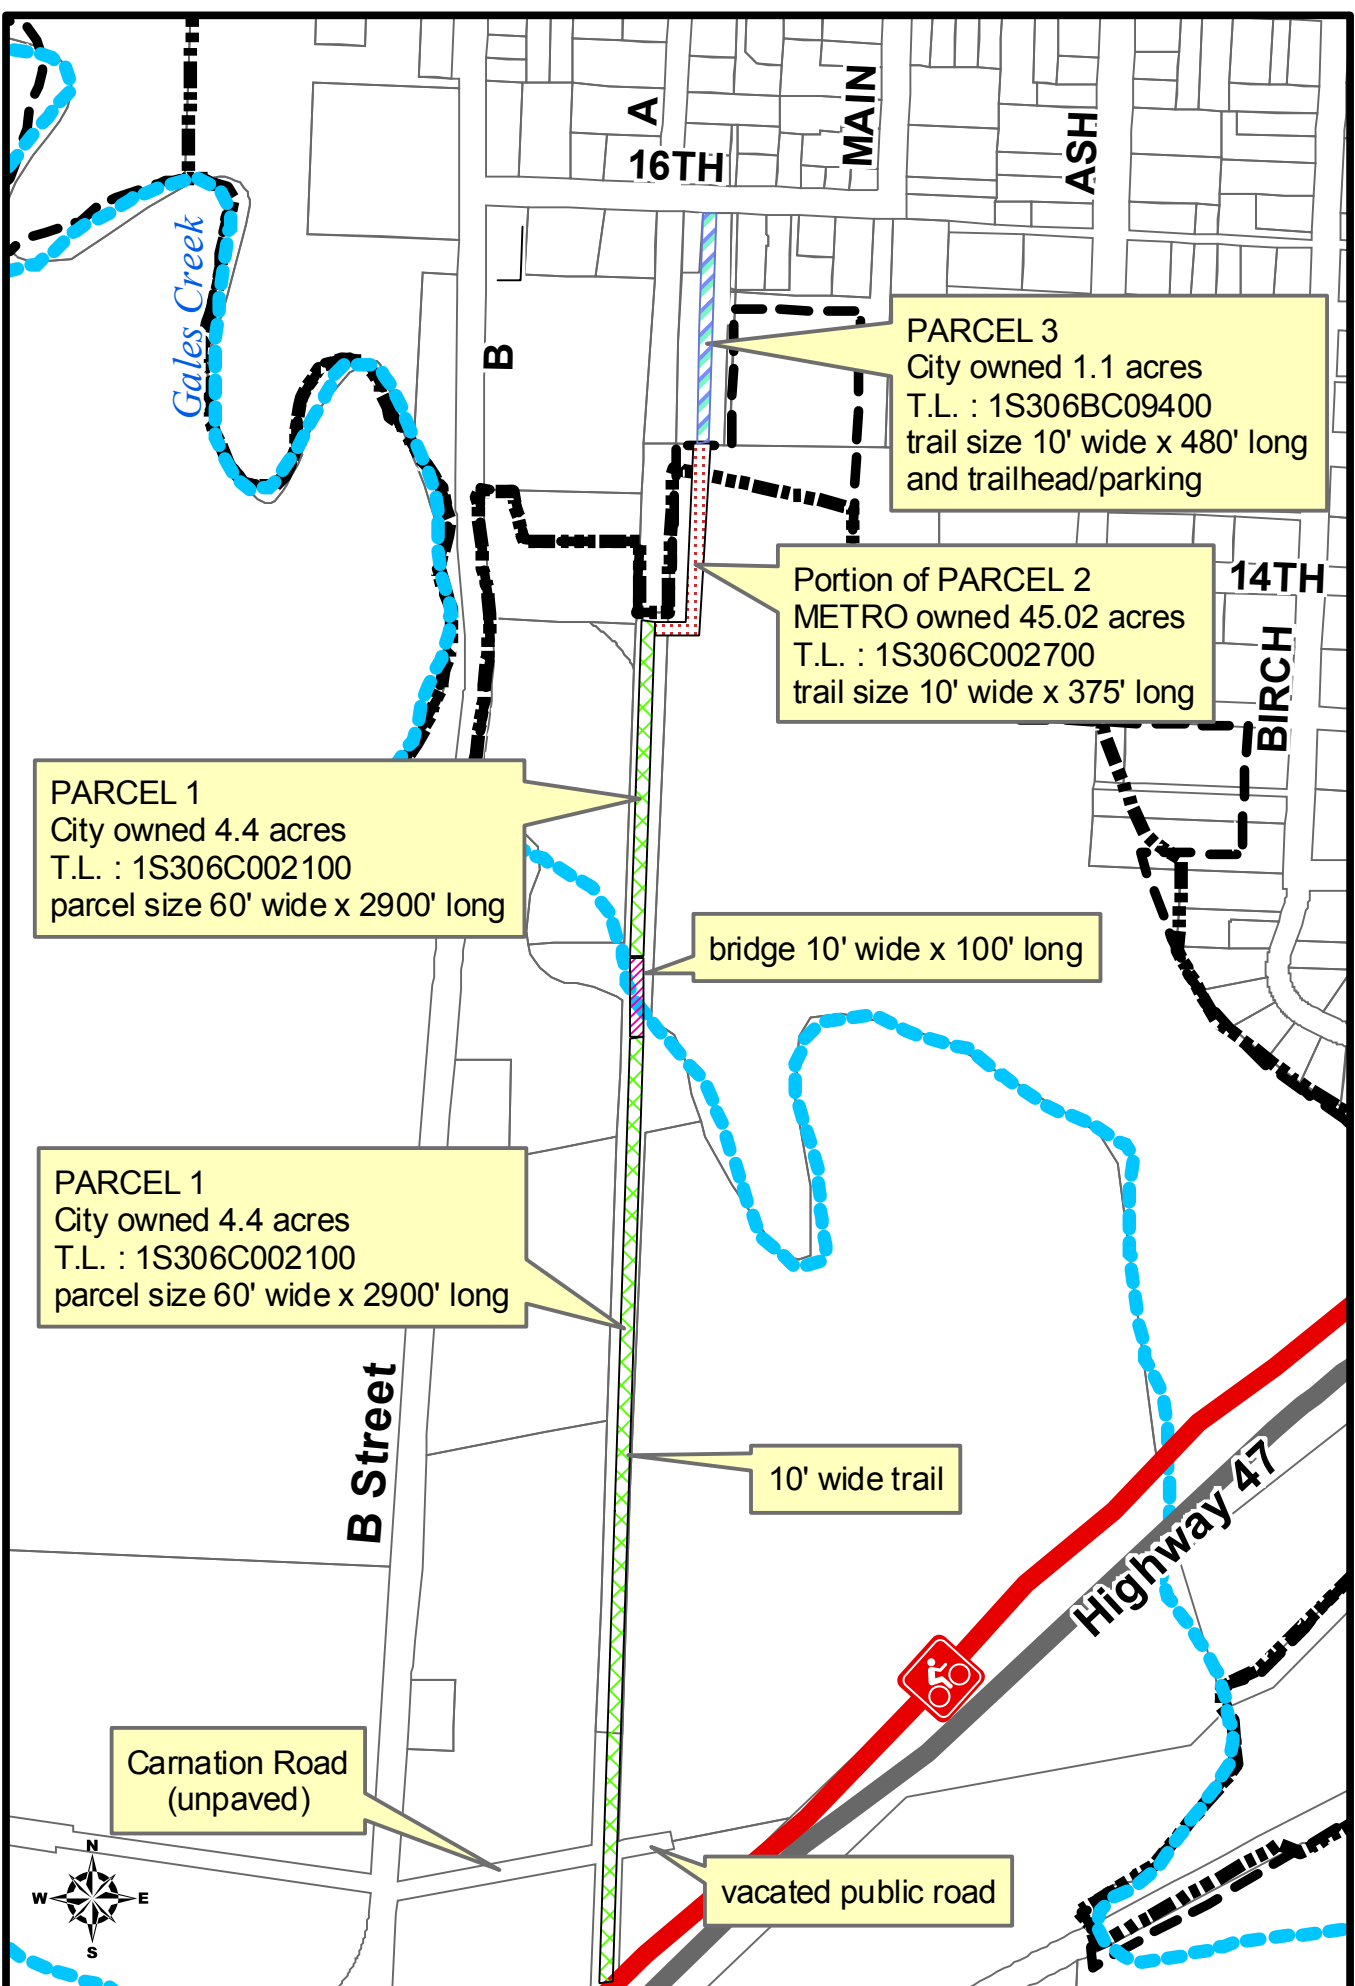 A
MAIN
16TH
ASH
Gales Creek
B
PARCEL 3
City owned 1.1 acres
T.L. : 1S306BC09400
trail size 10' wide x 480' long
and trailhead/parking
Portion of PARCEL 2
METRO owned 45.02 acres
T.L. : 1S306C002700
trail size 10' wide x 375' long
14TH
BIRCH
PARCEL 1
City owned 4.4 acres
T.L. : 1S306C002100
parcel size 60' wide x 2900' long
bridge 10' wide x 100' long
PARCEL 1
City owned 4.4 acres
T.L. : 1S306C002100
parcel size 60' wide x 2900' long
B Street
10' wide trail
Highway 47
Carnation Road
(unpaved)
vacated public road
N
W E
S